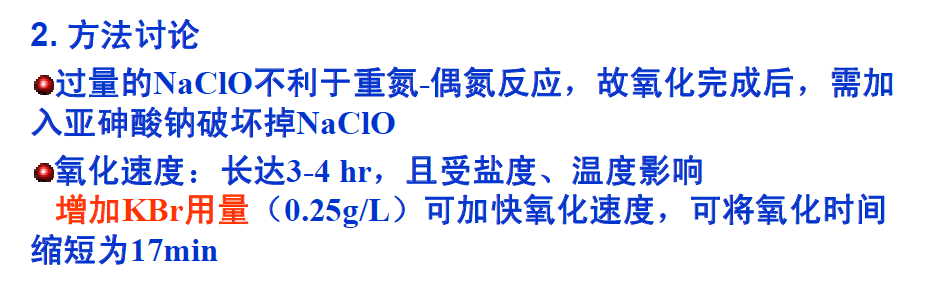 2. 方法讨论
过量的NaClO不利于重氮-偶氮反应，故氧化完成后，需加
入亚砷酸钠破坏掉NaClO
氧化速度：长达3-4 hr，且受盐度、温度影响
增加KBr用量（0.25g/L）可加快氧化速度，可将氧化时间
缩短为17min